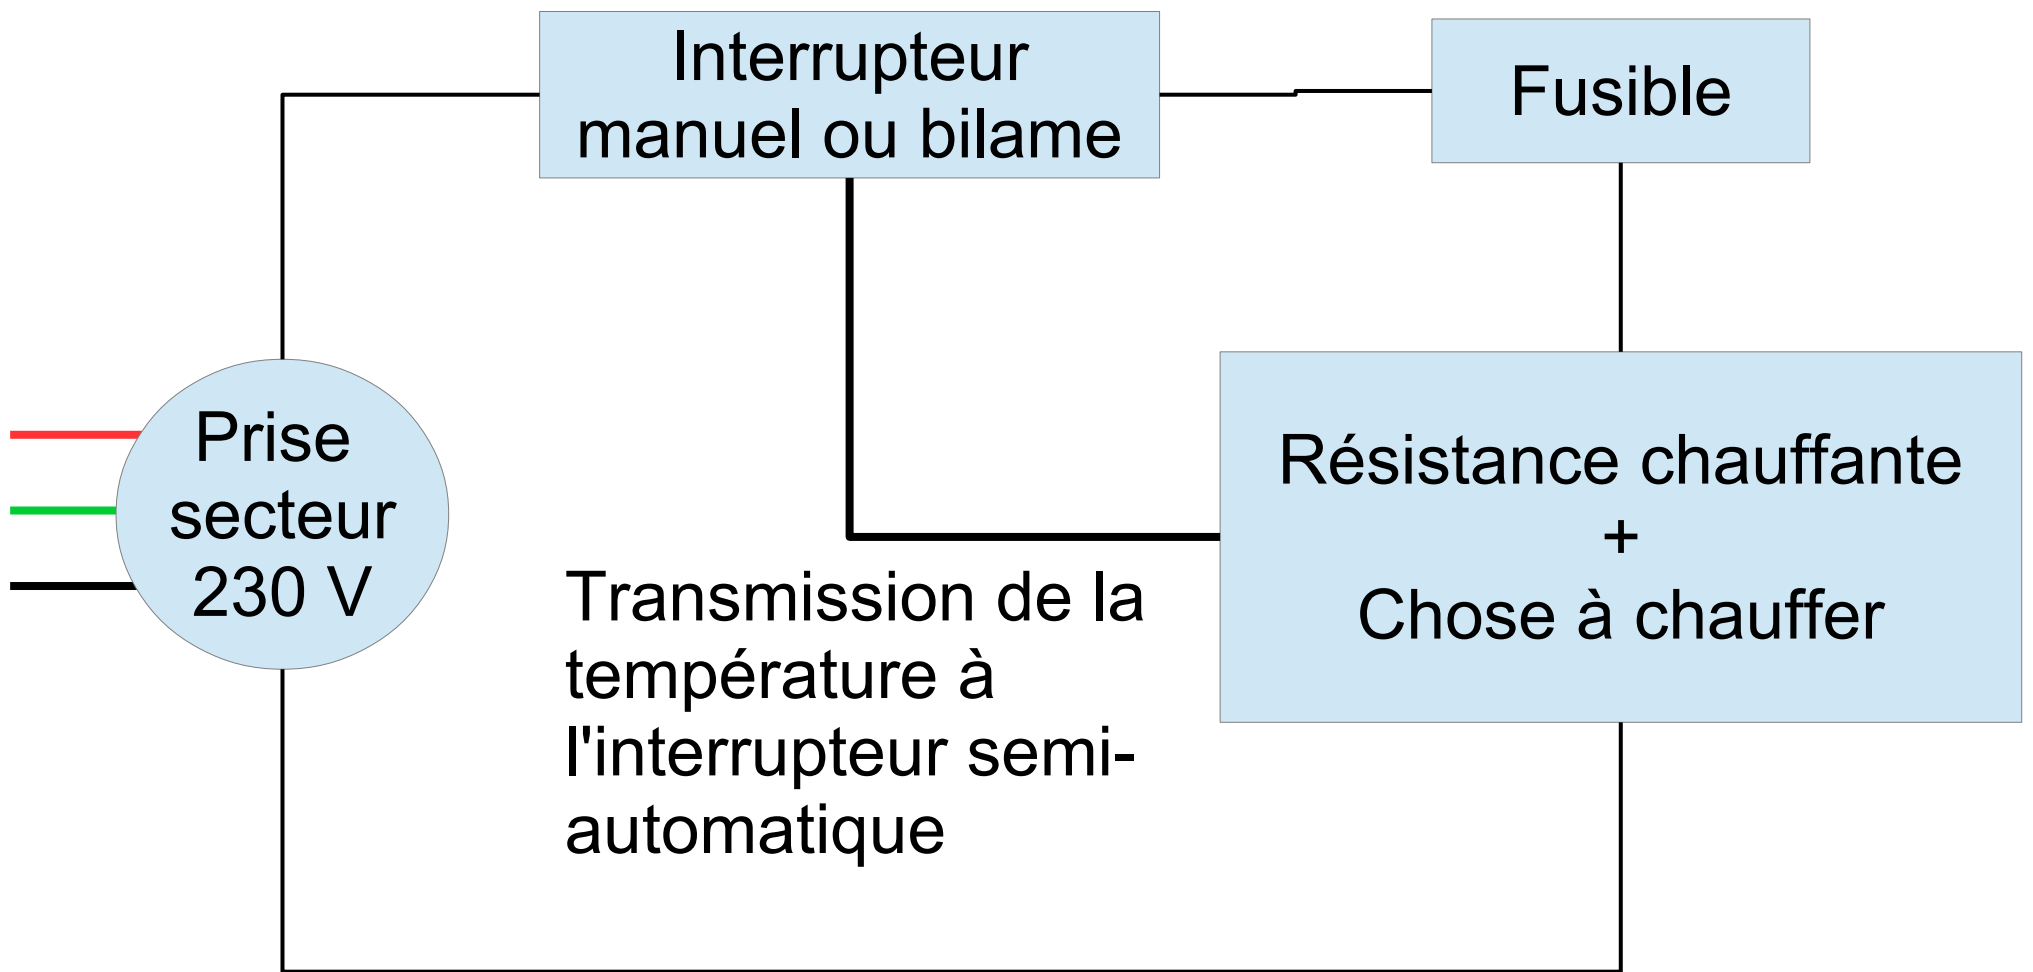 Interrupteur
manuel ou bilame
Fusible
Prise
secteur
230 V
Résistance chauffante
+
Chose à chauffer
Transmission de la
température à
l'interrupteur semi-
automatique